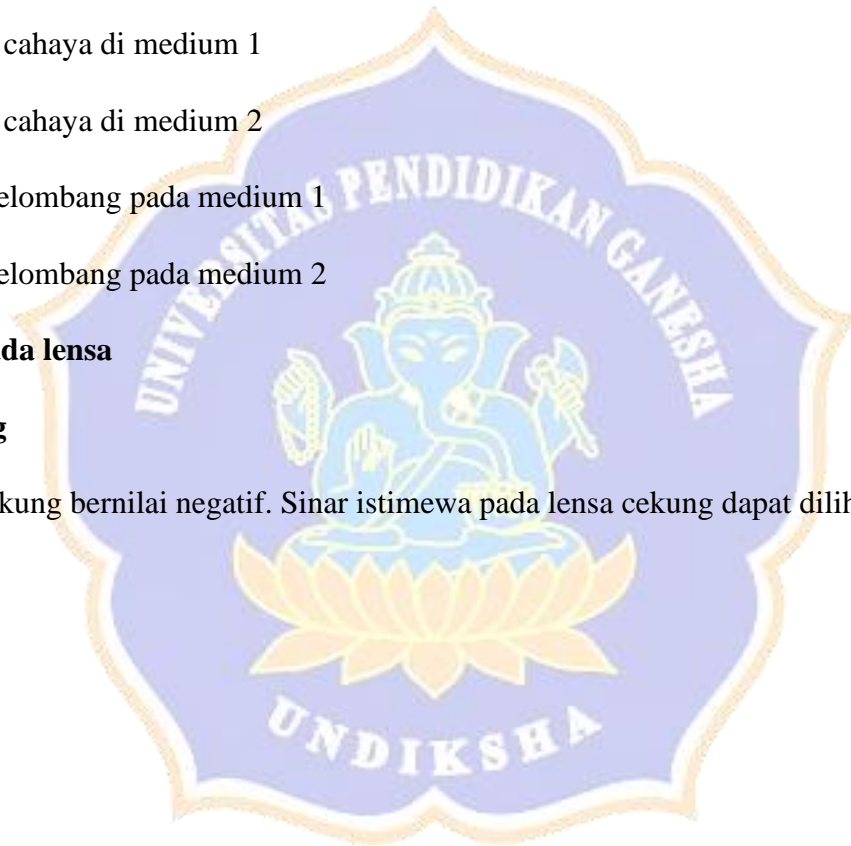 cahaya di medium 1
cahaya di medium 2
elombang pada medium 1
elombang pada medium 2
da lensa
g
kung bernilai negatif. Sinar istimewa pada lensa cekung dapat dilih
UNIVERSITAS PENDIDIKAN GANESHA
UNDIKSHA